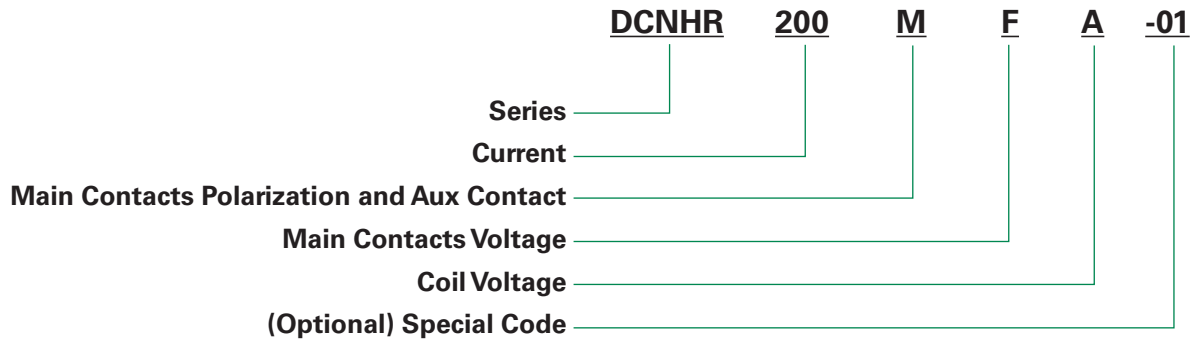 DCNHR 200 M F A -01
Series
Current
Main Contacts Polarization and Aux Contact
Main Contacts Voltage
Coil Voltage
(Optional) Special Code